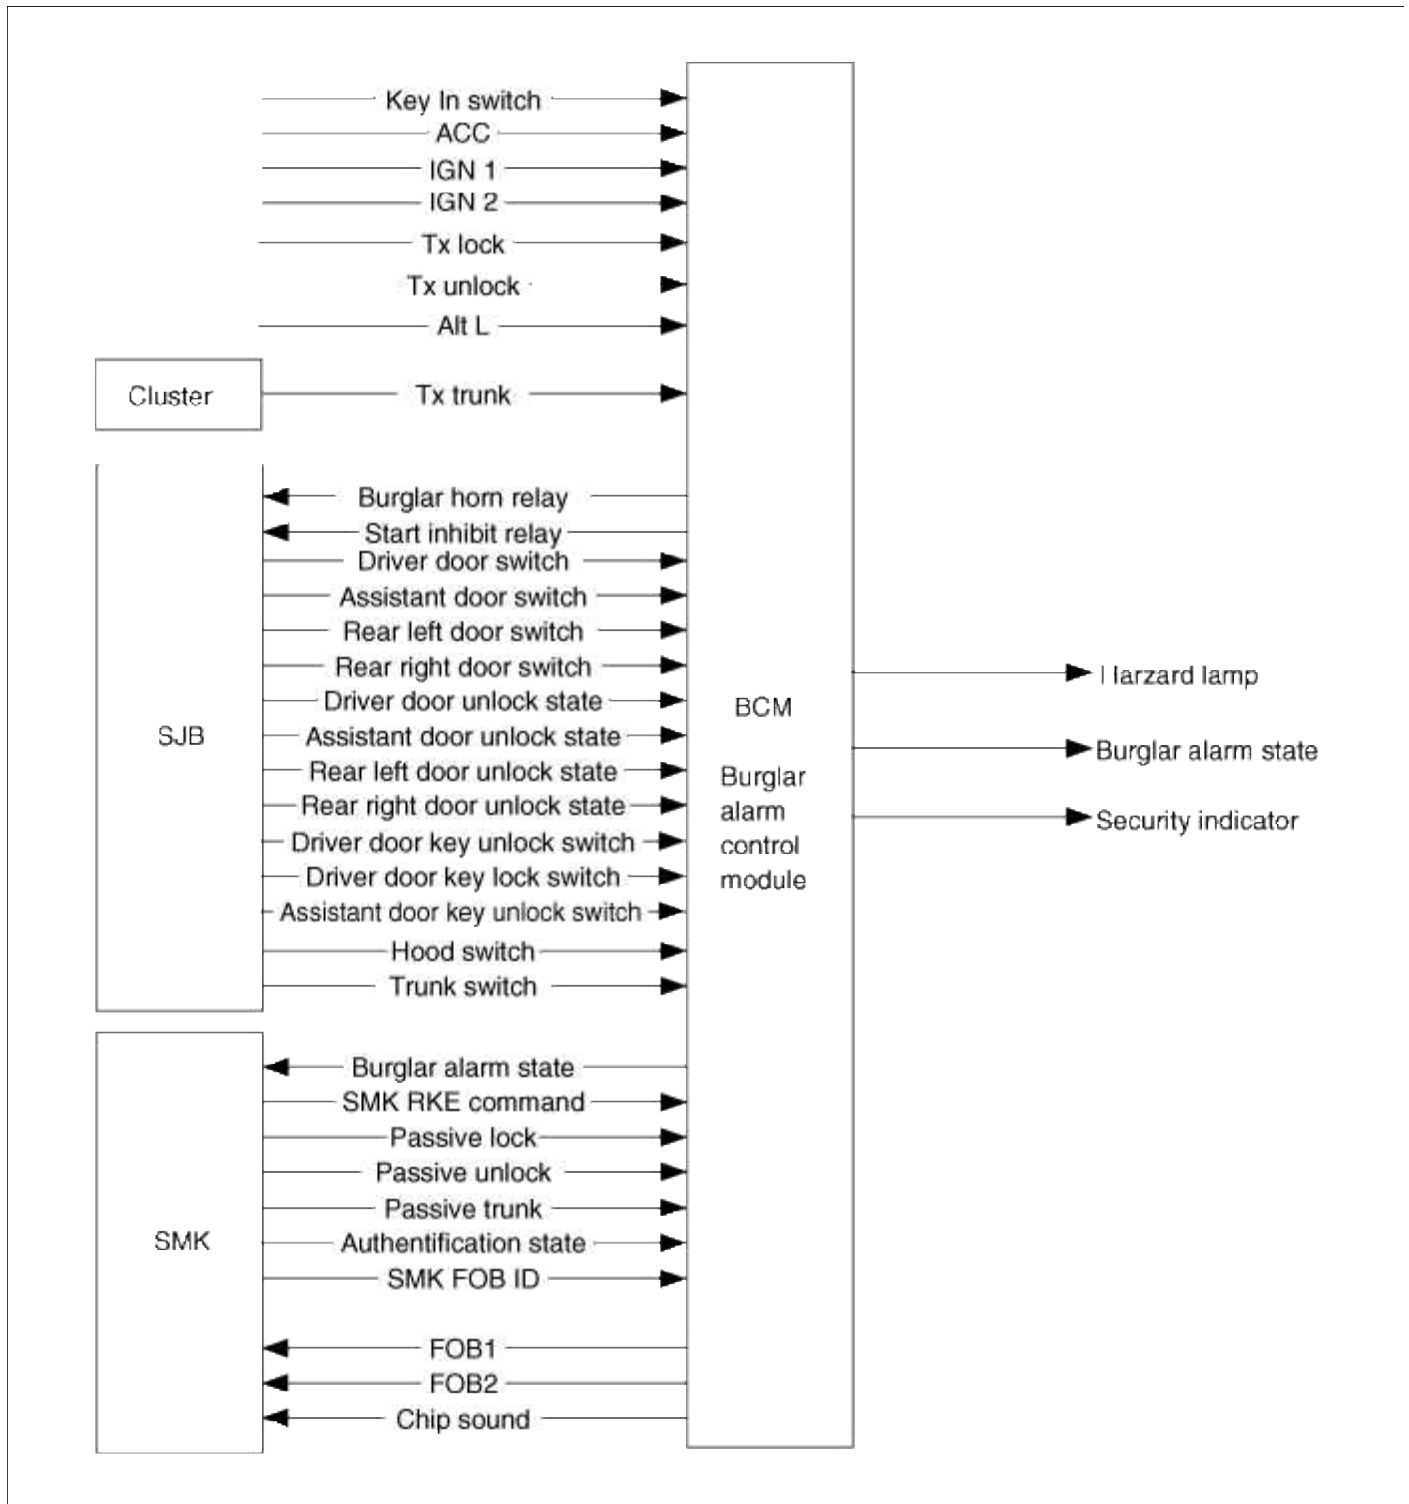 Key In switch
ACC
IGN 1
IGN 2
Tx lock
Tx unlock
Alt L
Cluster
Tx trunk
Burglar horn relay
Start inhibit relay
Driver door switch
Assistant door switch
Rear left door switch
Rear right door switch
Driver door unlock state
SJB
Assistant door unlock state
Rear left door unlock state
Rear right door unlock state
Driver door key unlock switch
Driver door key lock switch
Assistant door key unlock switch
Hood switch
Trunk switch
Burglar alarm state
SMK RKE command
Passive lock
Passive unlock
Passive trunk
SMK
Authentification state
SMK FOB ID
FOB1
FOB2
Chip sound
BCM
Burglar
alarm
control
module
Harzard lamp
Burglar alarm state
Security indicator